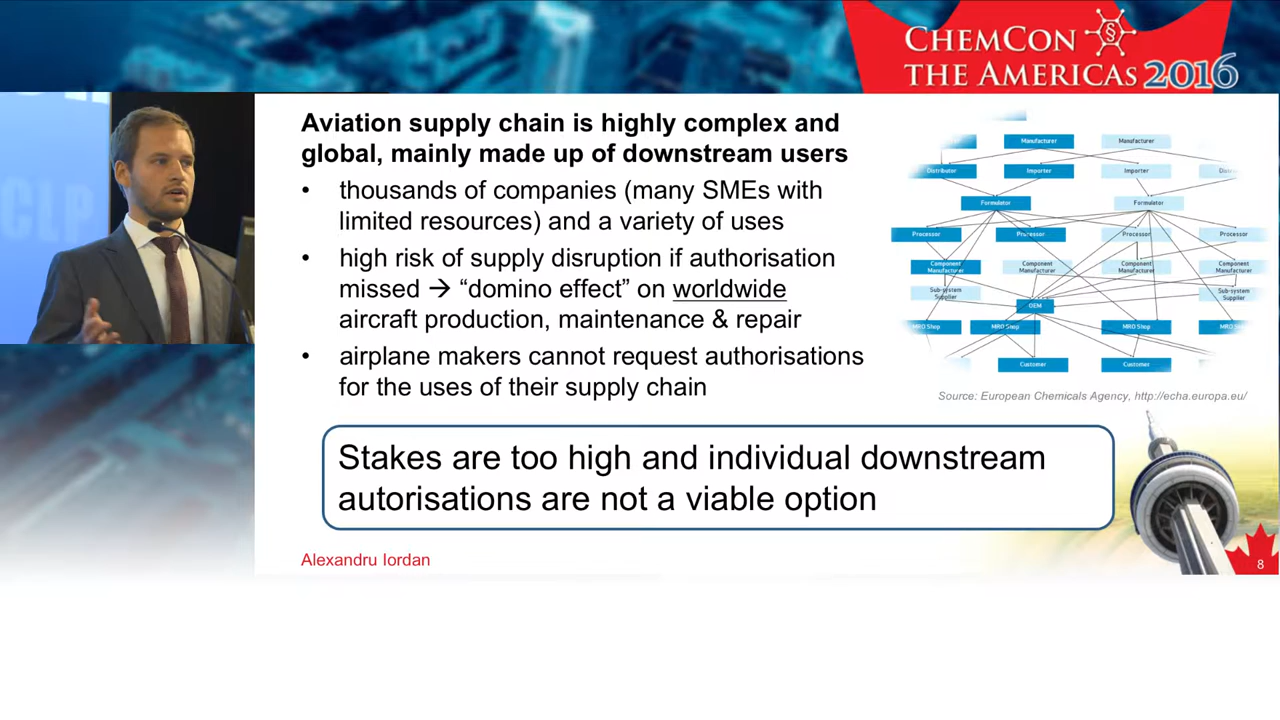 CHEMCON §
THE AMERICAS 2016
CLP
Aviation supply chain is highly complex and
global, mainly made up of downstream users
• thousands of companies (many SMEs with
limited resources) and a variety of uses
• high risk of supply disruption if authorisation
missed → “domino effect” on worldwide
aircraft production, maintenance & repair
• airplane makers cannot request authorisations
for the uses of their supply chain
Manufacturer Manufacturer
Distributer Importer Importer
Formulator Formulator
Processor Processor Processor Processor
Component Component Component Component
Manufacturer Manufacturer Manufacturer Manufacturer
Sub-system Sub-system
Supplier Supplier
OEM
MRO Shop MRO Shop MRO Shop
Customer Customer
Source: European Chemicals Agency, http://echa.europa.eu/
Stakes are too high and individual downstream
autorisations are not a viable option
Alexandru Iordan
8